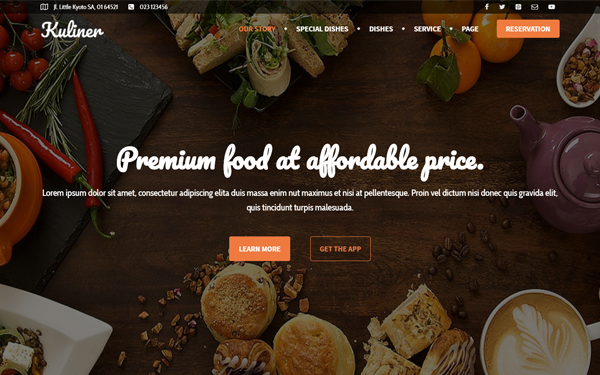 Jl. Little Kyoto SA, 01 64521 023 123456
Kuliner
OUR STORY • SPECIAL DISHES • DISHES • SERVICE • PAGE RESERVATION
Premium food at affordable price.
Lorem ipsum dolor sit amet, consectetur adipiscing elita duis massa enim nut maximus et nisi at pellentesque. Proin vel dictum nisi donec quis gravida elit,
quis tincidunt turpis malesuada.
LEARN MORE GET THE APP